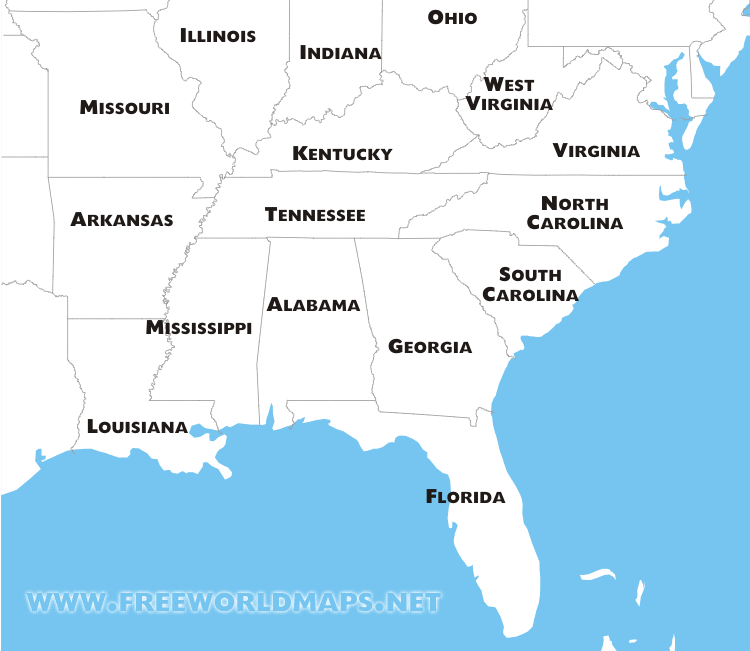 OHIO
ILLINOIS
INDIANA
WEST
VIRGINIA
MISSOURI
KENTUCKY
VIRGINIA
ARKANSAS
TENNESSEE
NORTH
CAROLINA
SOUTH
CAROLINA
ALABAMA
MISSISSIPPI
GEORGIA
LOUISIANA
FLORIDA
WWW.FREEWORLDMAPS.NET